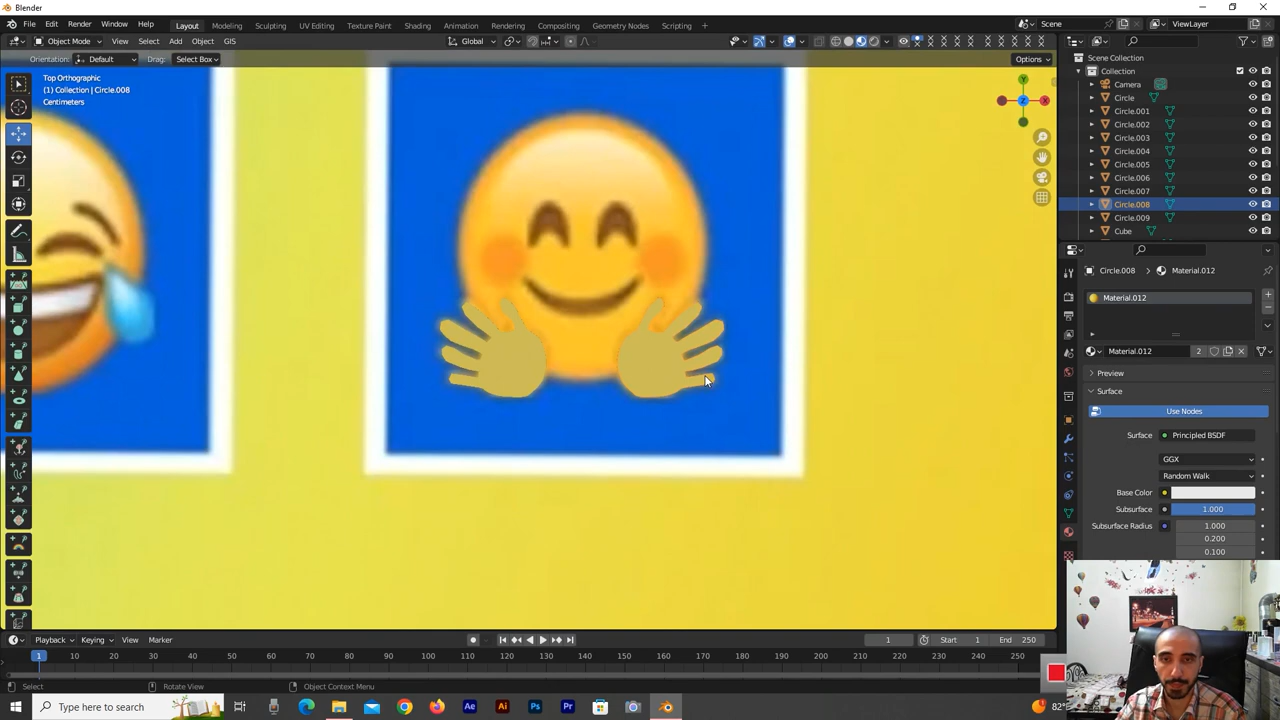 Blender
File Edit Render Window Help
Layout Modeling Sculpting UV Editing Texture Paint Shading Animation Rendering Compositing Geometry Nodes Scripting +
Scene
ViewLayer
Object Mode View Select Add Object GIS
Global
Orientation: Default Drag: Select Box
Options
Top Orthographic
(1) Collection | Circle.008
Centimeters
Y
X
Z
Scene Collection
Collection
Camera
Circle
Circle.001
Circle.002
Circle.003
Circle.004
Circle.005
Circle.006
Circle.007
Circle.008
Circle.009
Cube
Circle.008 Material.012
Material.012
Material.012 2
Preview
Surface
Use Nodes
Surface Principled BSDF
GGX
Random Walk
Base Color
Subsurface 1.000
Subsurface Radius 1.000
0.200
0.100
Playback Keying View Marker
1 Start 1 End 250
1 10 20 30 40 50 60 70 80 90 100 110 120 130 140 150 160 170 180 190 200 210 220 230 240 250
Select Rotate View Object Context Menu
Type here to search
Ae Ai Ps Pr
82°